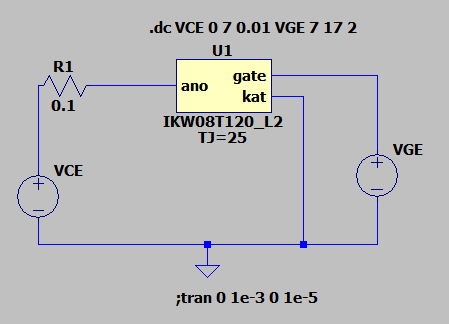 .dc VCE 0 7 0.01 VGE 7 17 2
U1
R1
0.1
ano
gate
kat
IKW08T120_L2
TJ=25
VCE
VGE
;tran 0 1e-3 0 1e-5